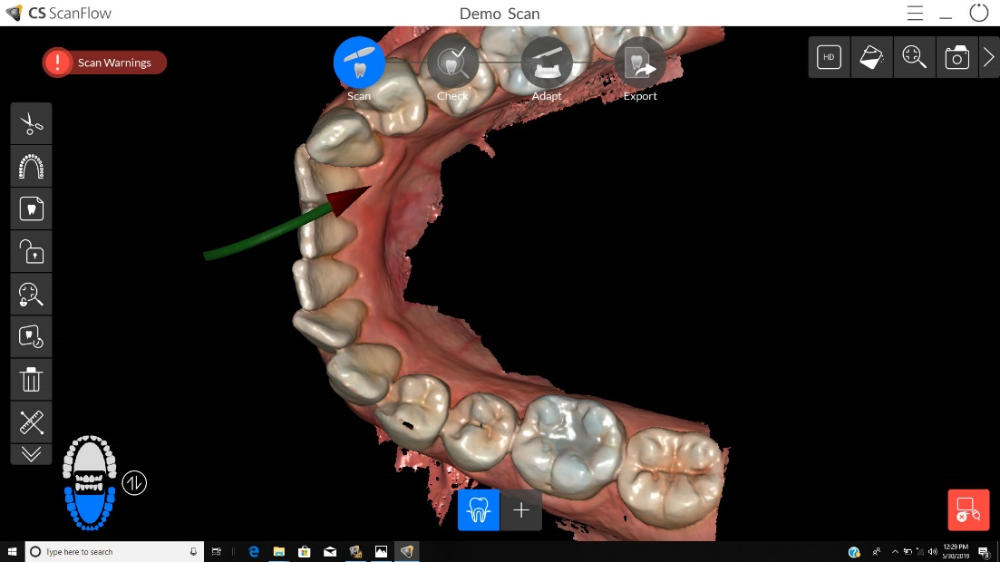 CS ScanFlow
Demo Scan
Scan Warnings
HD
Scan
Check
Adapt
Export
Type here to search
12:29 PM
5/30/2019
3